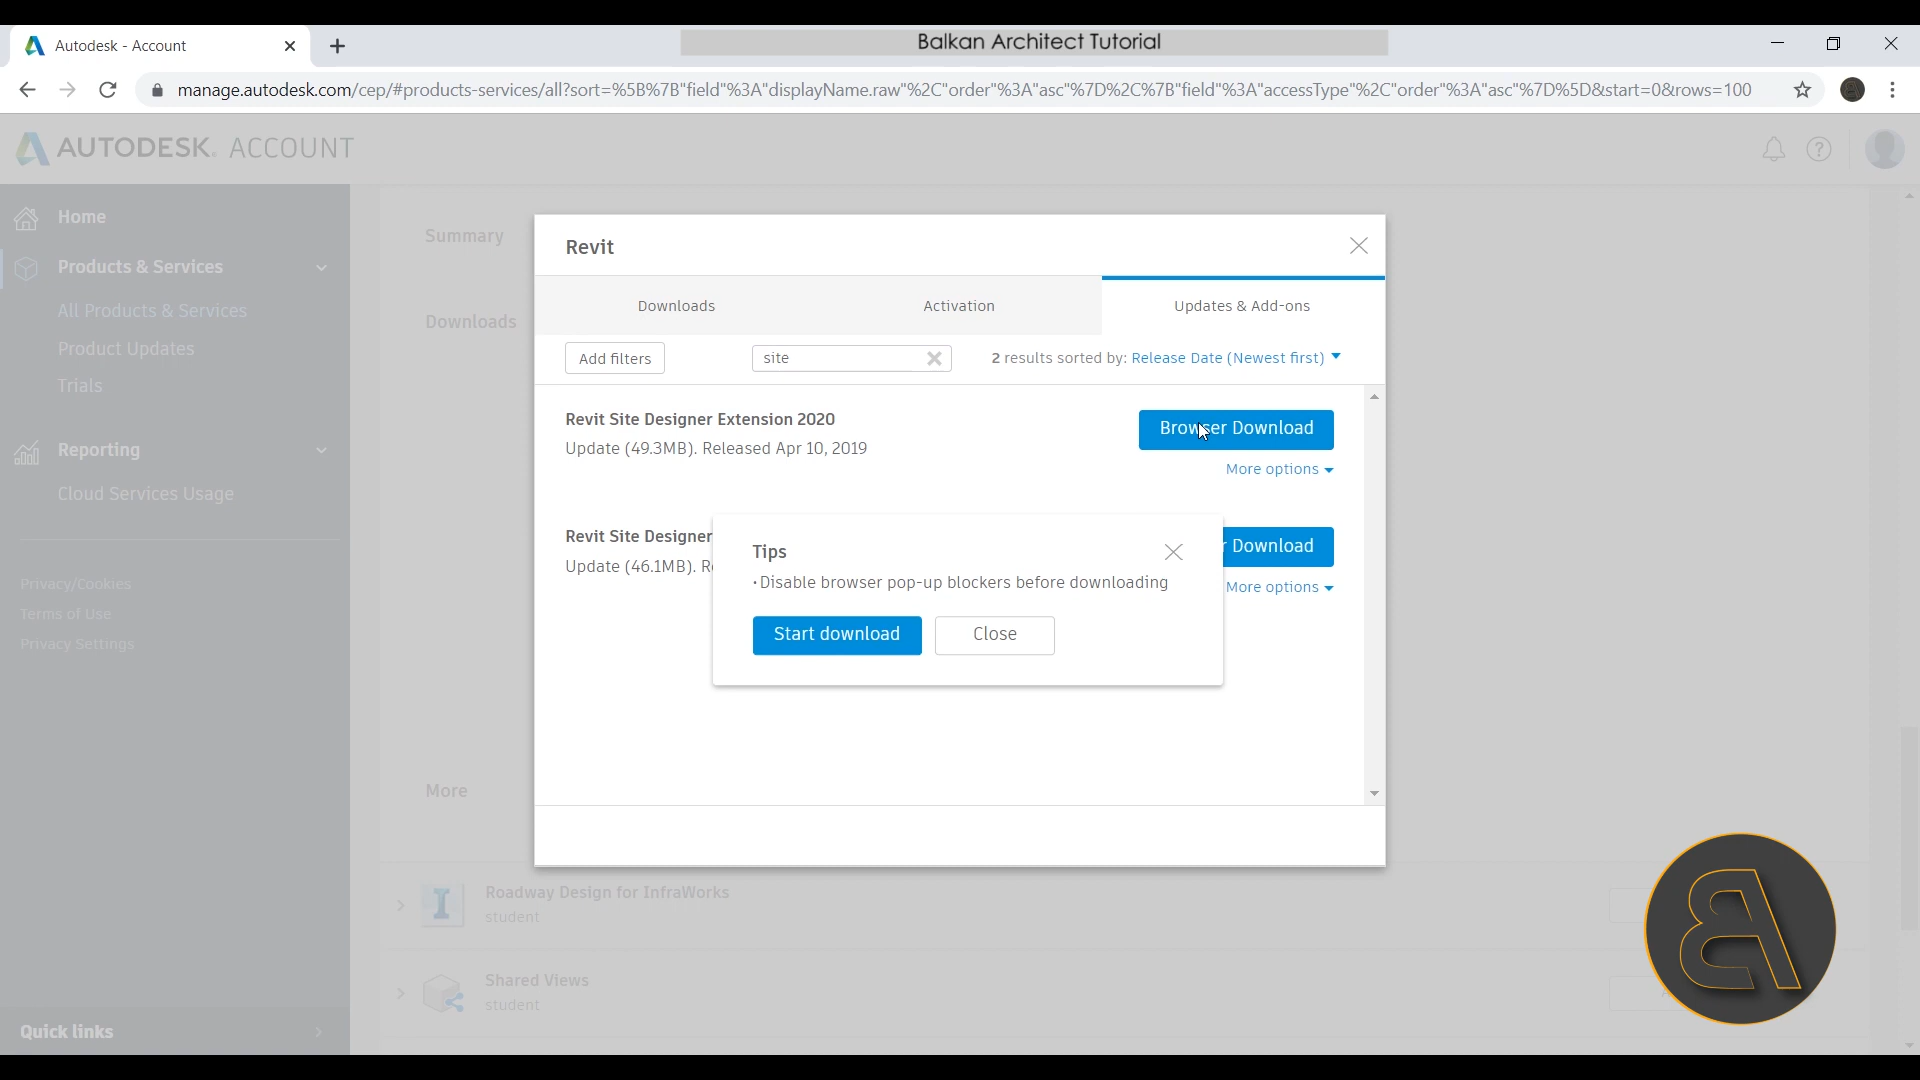 Autodesk - Account
Balkan Architect Tutorial
manage.autodesk.com/cep/#products-services/all?sort=%5B%7B"field"%3A"displayName.raw"%2C"order"%3A"asc"%7D%2C%7B"field"%3A"accessType"%2C"order"%3A"asc"%7D%5D&start=0&rows=100
AUTODESK. ACCOUNT
Home
Products & Services
All Products & Services
Product Updates
Trials
Reporting
Cloud Services Usage
Privacy/Cookies
Terms of Use
Privacy Settings
Quick links
Summary
Downloads
More
Revit
Downloads
Activation
Updates & Add-ons
Add filters
site
2 results sorted by: Release Date (Newest first)
Revit Site Designer Extension 2020
Update (49.3MB). Released Apr 10, 2019
Browser Download
More options
Revit Site Designer
Update (46.1MB).
Download
More options
Tips
•Disable browser pop-up blockers before downloading
Start download
Close
Roadway Design for InfraWorks
student
Shared Views
student